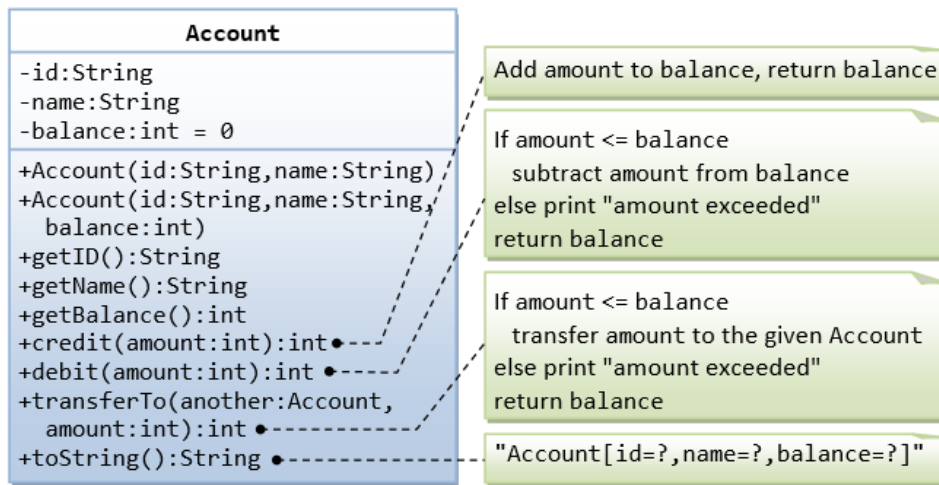 Account
-id:String
-name:String
-balance:int = 0
+Account(id:String,name:String)
+Account(id:String,name:String,
balance:int)
+getID():String
+getName():String
+getBalance():int
+credit(amount:int):int
+debit(amount:int):int
+transferTo(another:Account,
amount:int):int
+toString():String
Add amount to balance, return balance
If amount <= balance
subtract amount from balance
else print "amount exceeded"
return balance
If amount <= balance
transfer amount to the given Account
else print "amount exceeded"
return balance
"Account[id=?,name=?,balance=?]"